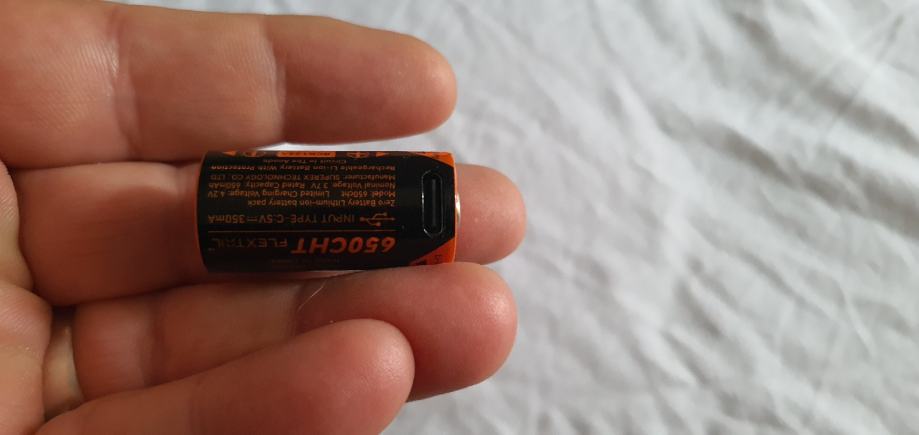 650CHT FLEXTAIL
INPUT TYPE-C:5V⎓350mA
Zero Battery Lithium-ion battery pack
Model: 650cht Limited Charging Voltage: 4.2V
Nominal Voltage: 3.7V Rated Capacity: 650mAh
Manufacturer: SUPEREX TECHNOLOGY CO. LTD
Rechargeable Li-ion Battery With Protection
Circuit In The Anode